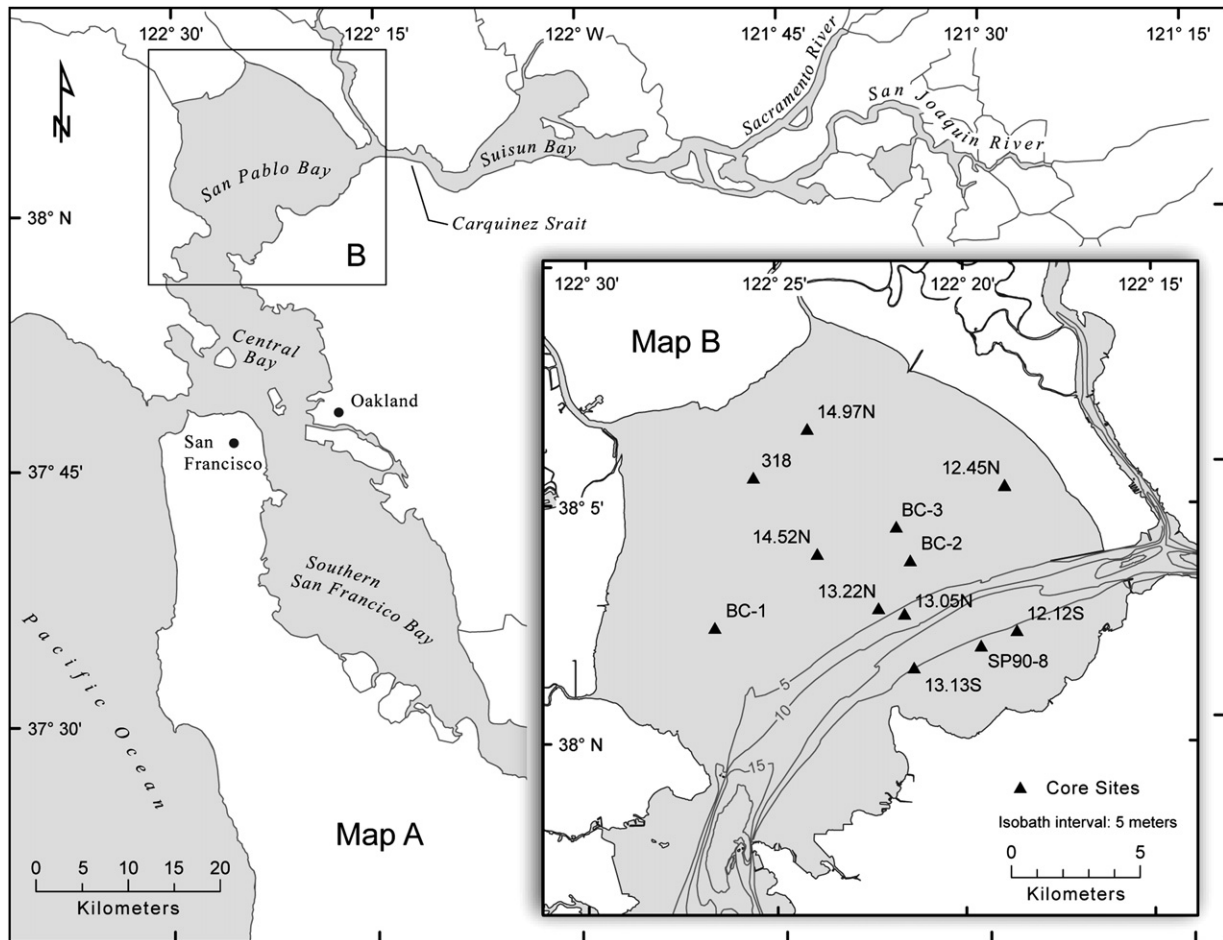 122° 30'
122° 15'
122° W
121° 45'
121° 30'
121° 15'
N
San Pablo Bay
Suisun Bay
Sacramento River
San Joaquin River
38° N
Carquinez Srait
B
Central
Bay
Oakland
San
Francisco
37° 45'
Southern
San Francico Bay
37° 30'
Pacific Ocean
Map A
0 5 10 15 20
Kilometers
122° 30'
122° 25'
122° 20'
122° 15'
Map B
14.97N
318
12.45N
38° 5'
BC-3
14.52N
BC-2
13.22N
13.05N
12.12S
BC-1
SP90-8
13.13S
5
10
38° N
15
Core Sites
Isobath interval: 5 meters
0 5
Kilometers